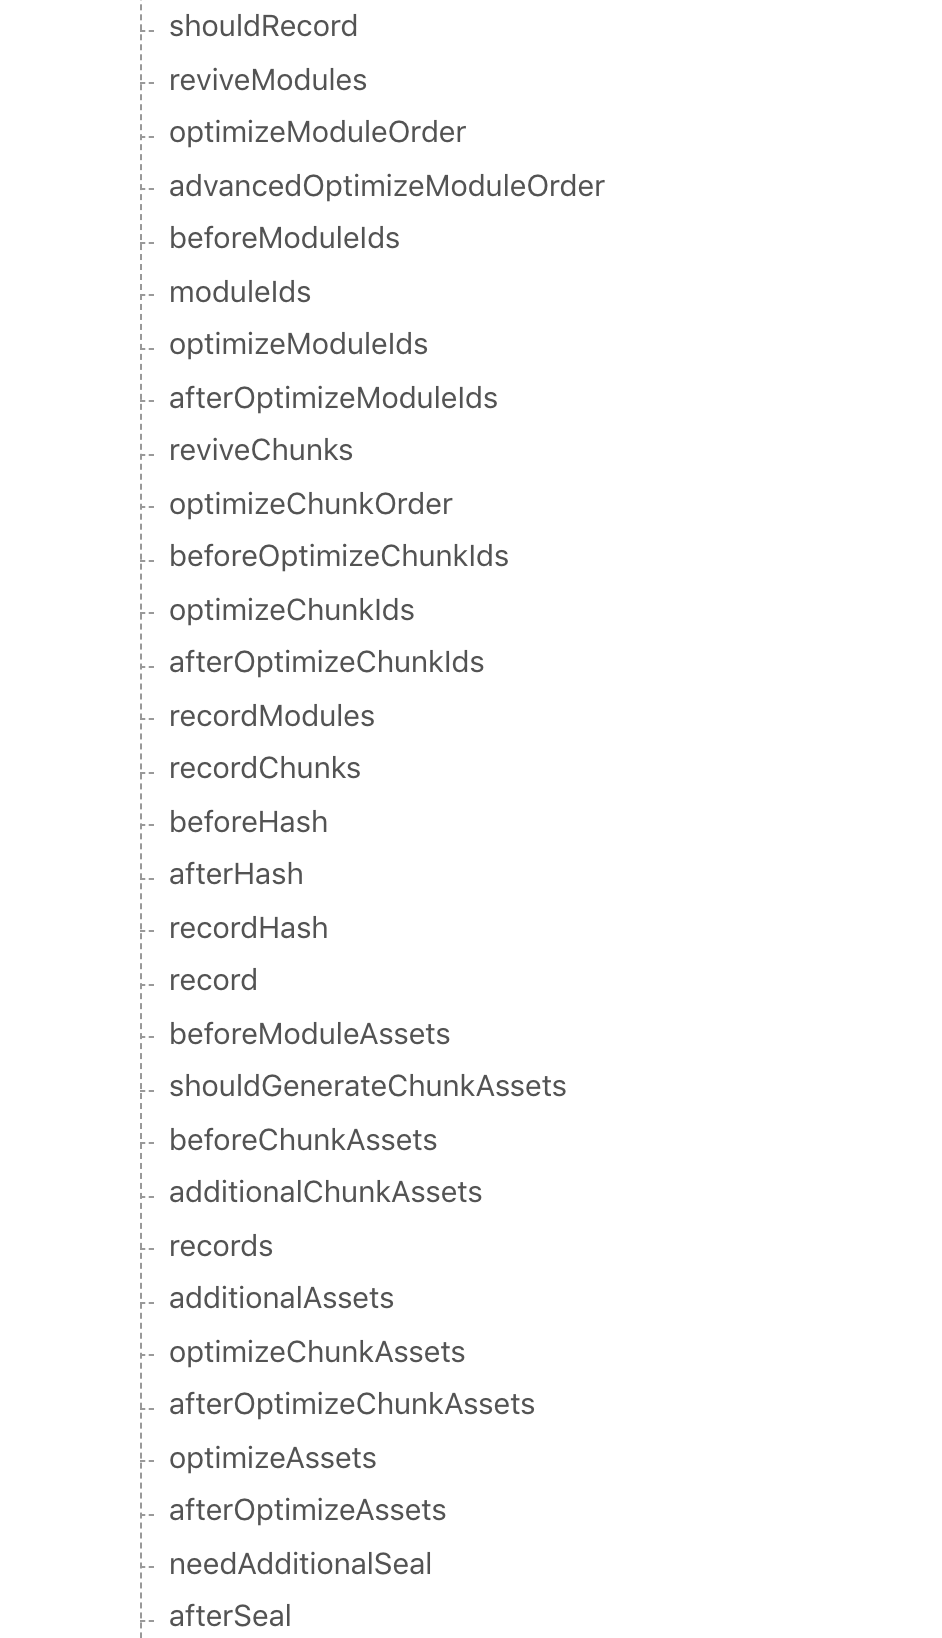 shouldRecord
reviveModules
optimizeModuleOrder
advancedOptimizeModuleOrder
beforeModuleIds
moduleIds
optimizeModuleIds
afterOptimizeModuleIds
reviveChunks
optimizeChunkOrder
beforeOptimizeChunkIds
optimizeChunkIds
afterOptimizeChunkIds
recordModules
recordChunks
beforeHash
afterHash
recordHash
record
beforeModuleAssets
shouldGenerateChunkAssets
beforeChunkAssets
additionalChunkAssets
records
additionalAssets
optimizeChunkAssets
afterOptimizeChunkAssets
optimizeAssets
afterOptimizeAssets
needAdditionalSeal
afterSeal